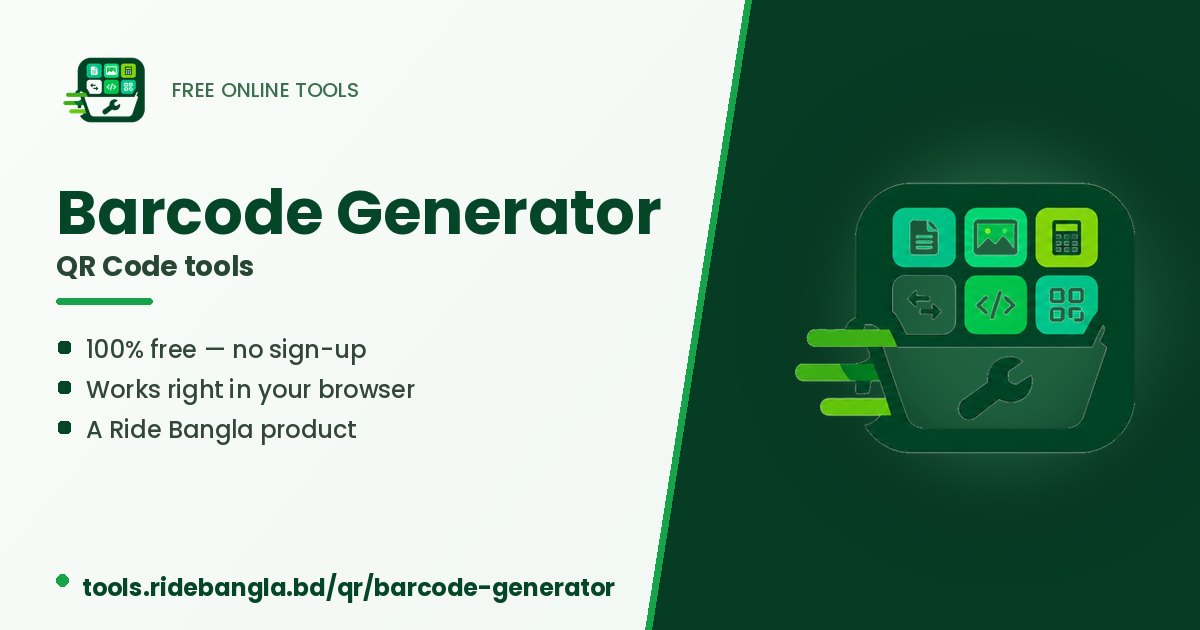 FREE ONLINE TOOLS
Barcode Generator
QR Code tools
100% free — no sign-up
Works right in your browser
A Ride Bangla product
tools.ridebangla.bd/qr/barcode-generator